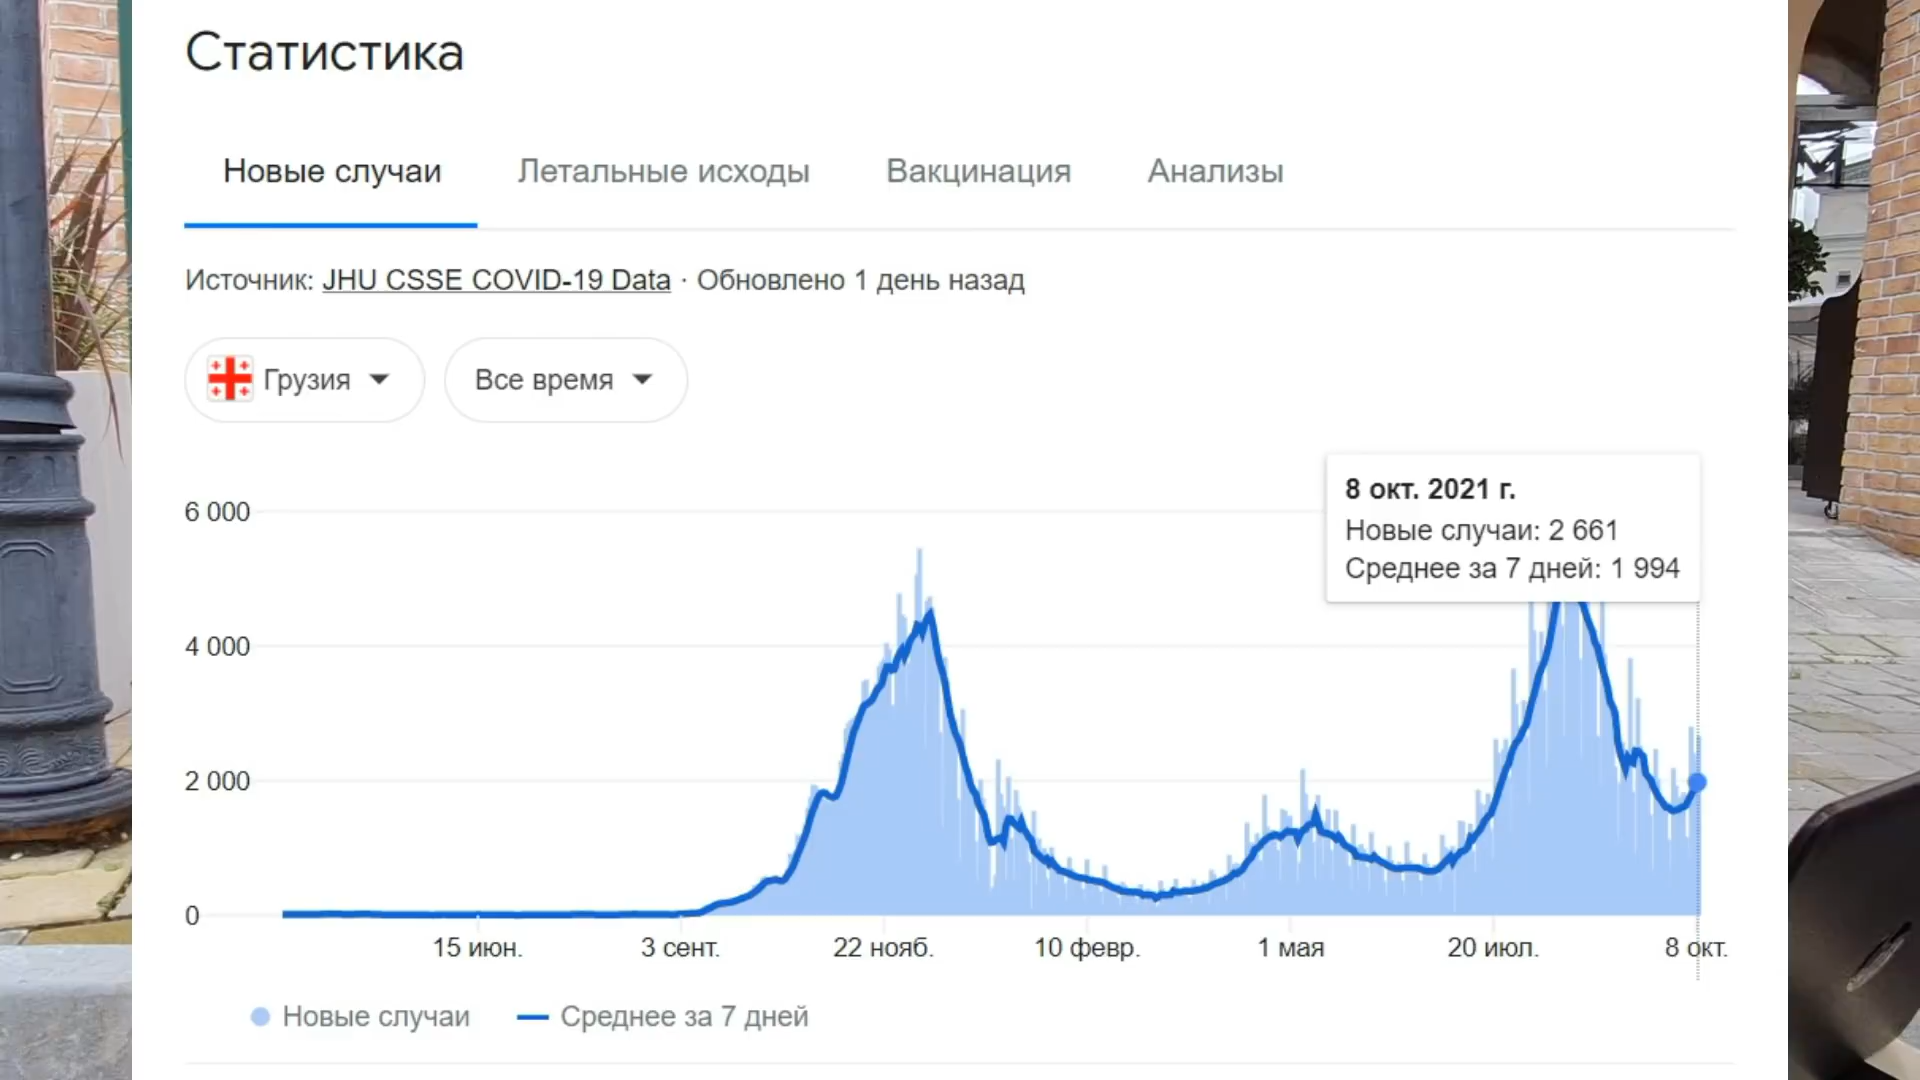 Статистика
Новые случаи Летальные исходы Вакцинация Анализы
Источник: JHU CSSE COVID-19 Data · Обновлено 1 день назад
Грузия Все время
8 окт. 2021 г.
Новые случаи: 2 661
Среднее за 7 дней: 1 994
6 000
4 000
2 000
0
15 июн. 3 сент. 22 нояб. 10 февр. 1 мая 20 июл. 8 окт.
Новые случаи Среднее за 7 дней